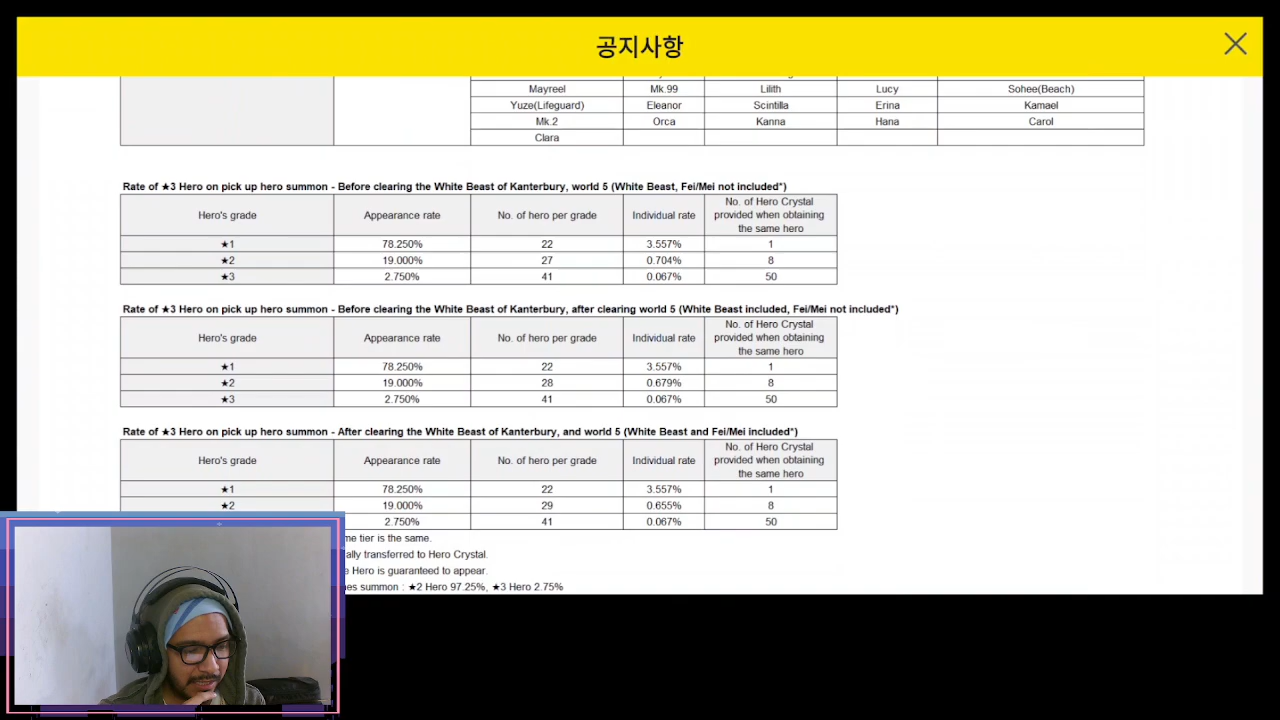 공지사항
Mayreel Mk.99 Lilith Lucy Sohee(Beach)
Yuze(Lifeguard) Eleanor Scintilla Erina Kamael
Mk.2 Orca Kanna Hana Carol
Clara
Rate of ★3 Hero on pick up hero summon - Before clearing the White Beast of Kanterbury, world 5 (White Beast, Fei/Mei not included*)
Hero's grade Appearance rate No. of hero per grade Individual rate No. of Hero Crystal provided when obtaining the same hero
★1 78.250% 22 3.557% 1
★2 19.000% 27 0.704% 8
★3 2.750% 41 0.067% 50
Rate of ★3 Hero on pick up hero summon - Before clearing the White Beast of Kanterbury, after clearing world 5 (White Beast included, Fei/Mei not included*)
Hero's grade Appearance rate No. of hero per grade Individual rate No. of Hero Crystal provided when obtaining the same hero
★1 78.250% 22 3.557% 1
★2 19.000% 28 0.679% 8
★3 2.750% 41 0.067% 50
Rate of ★3 Hero on pick up hero summon - After clearing the White Beast of Kanterbury, and world 5 (White Beast and Fei/Mei included*)
Hero's grade Appearance rate No. of hero per grade Individual rate No. of Hero Crystal provided when obtaining the same hero
★1 78.250% 22 3.557% 1
★2 19.000% 29 0.655% 8
2.750% 41 0.067% 50
me tier is the same.
ally transferred to Hero Crystal.
e Hero is guaranteed to appear.
es summon : ★2 Hero 97.25%, ★3 Hero 2.75%